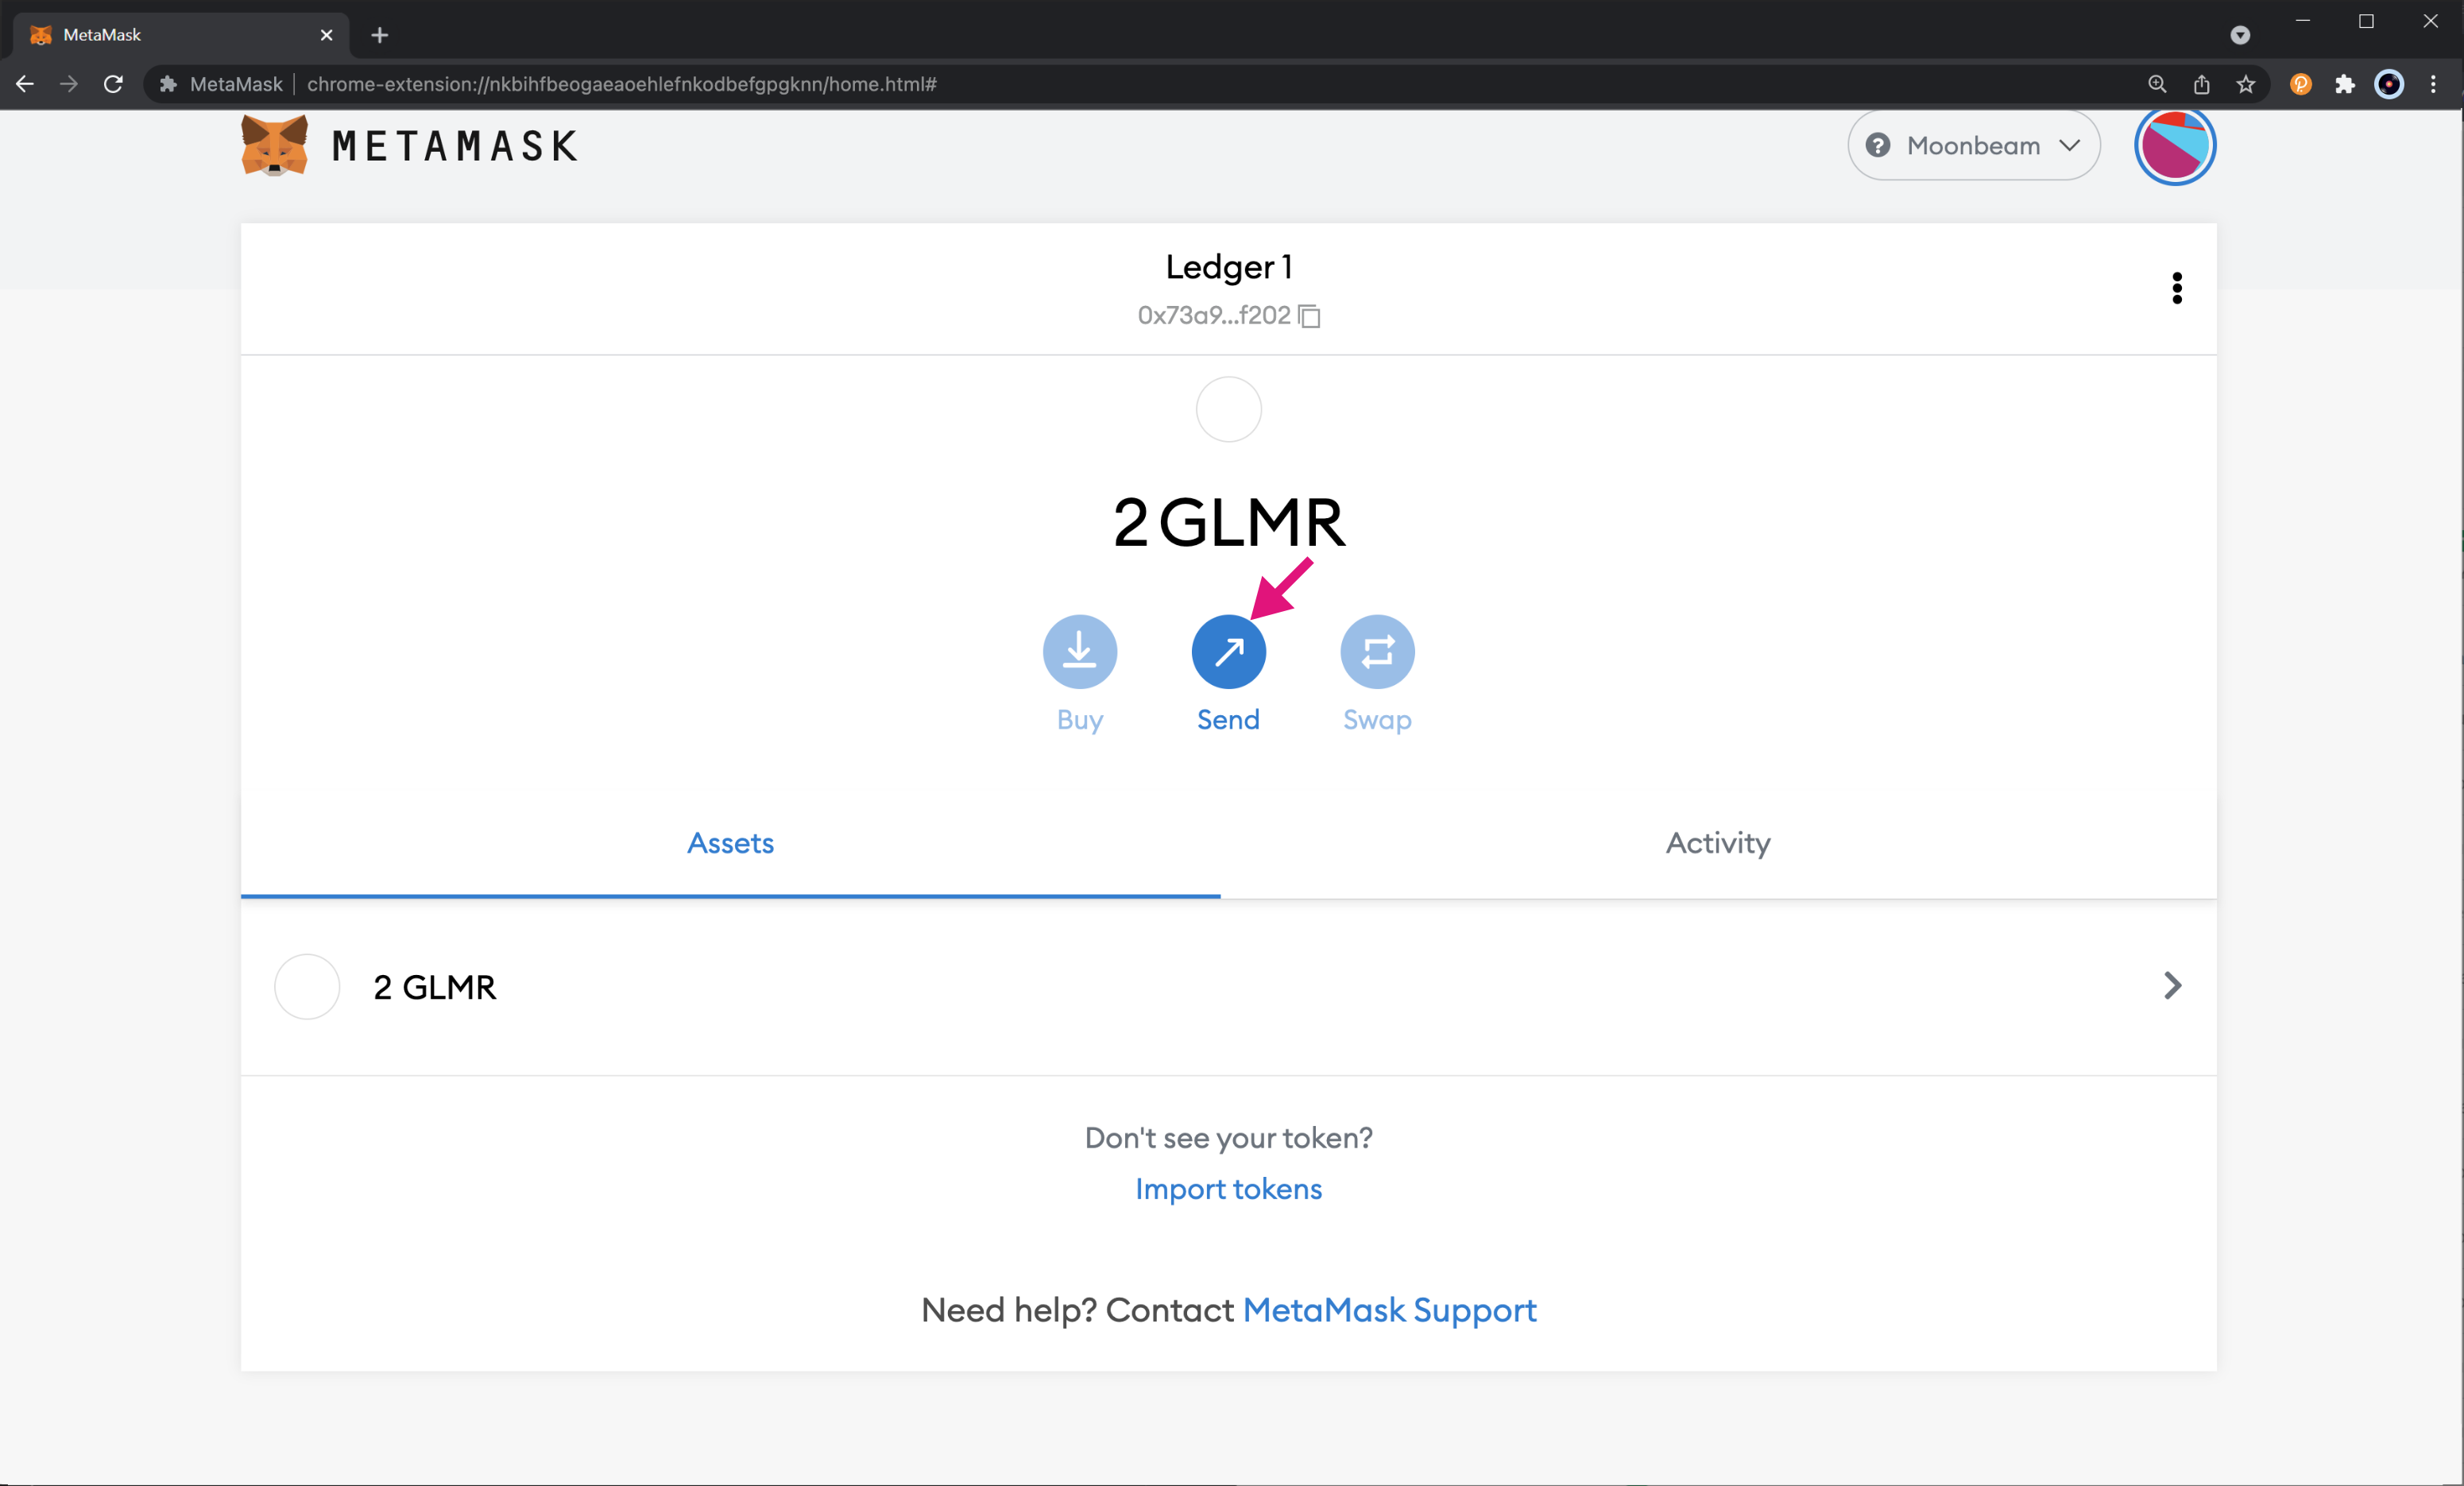 MetaMask
MetaMask chrome-extension://nkbihfbeogaeaoehlefnkodbefgpgknn/home.html#
METAMASK
Moonbeam
Ledger 1
0x73a9...f202
2 GLMR
Buy Send Swap
Assets Activity
2 GLMR
Don't see your token?
Import tokens
Need help? Contact MetaMask Support